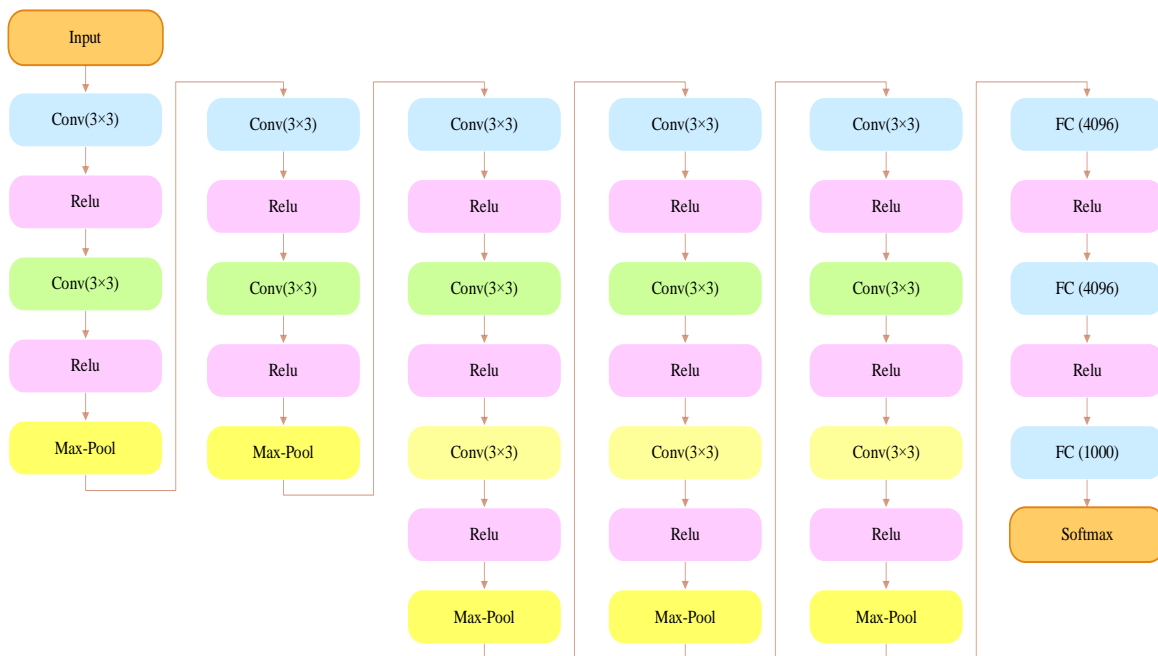 Input
Conv(3×3)
Relu
Conv(3×3)
Relu
Max-Pool
Conv(3×3)
Relu
Conv(3×3)
Relu
Max-Pool
Conv(3×3)
Relu
Conv(3×3)
Relu
Conv(3×3)
Relu
Max-Pool
Conv(3×3)
Relu
Conv(3×3)
Relu
Conv(3×3)
Relu
Max-Pool
Conv(3×3)
Relu
Conv(3×3)
Relu
Conv(3×3)
Relu
Max-Pool
FC (4096)
Relu
FC (4096)
Relu
FC (1000)
Softmax